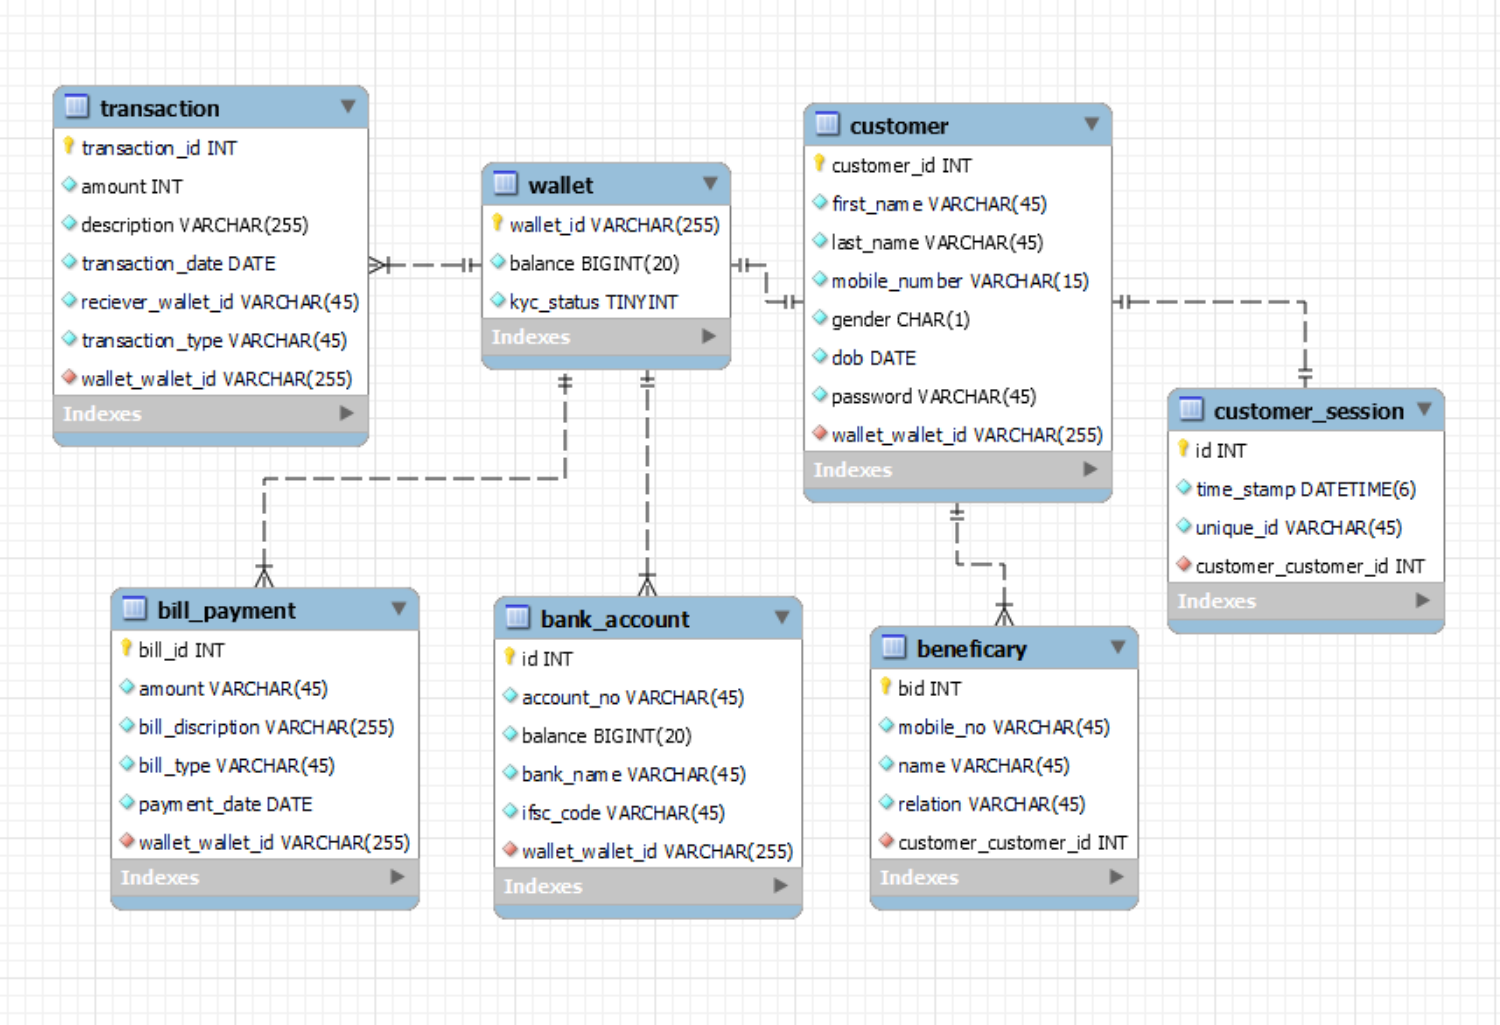 transaction
transaction_id INT
amount INT
description VARCHAR(255)
transaction_date DATE
reciever_wallet_id VARCHAR(45)
transaction_type VARCHAR(45)
wallet_wallet_id VARCHAR(255)
Indexes
wallet
wallet_id VARCHAR(255)
balance BIGINT(20)
kyc_status TINYINT
Indexes
customer
customer_id INT
first_name VARCHAR(45)
last_name VARCHAR(45)
mobile_number VARCHAR(15)
gender CHAR(1)
dob DATE
password VARCHAR(45)
wallet_wallet_id VARCHAR(255)
Indexes
customer_session
id INT
time_stamp DATETIME(6)
unique_id VARCHAR(45)
customer_customer_id INT
Indexes
bill_payment
bill_id INT
amount VARCHAR(45)
bill_discription VARCHAR(255)
bill_type VARCHAR(45)
payment_date DATE
wallet_wallet_id VARCHAR(255)
Indexes
bank_account
id INT
account_no VARCHAR(45)
balance BIGINT(20)
bank_name VARCHAR(45)
ifsc_code VARCHAR(45)
wallet_wallet_id VARCHAR(255)
Indexes
beneficary
bid INT
mobile_no VARCHAR(45)
name VARCHAR(45)
relation VARCHAR(45)
customer_customer_id INT
Indexes